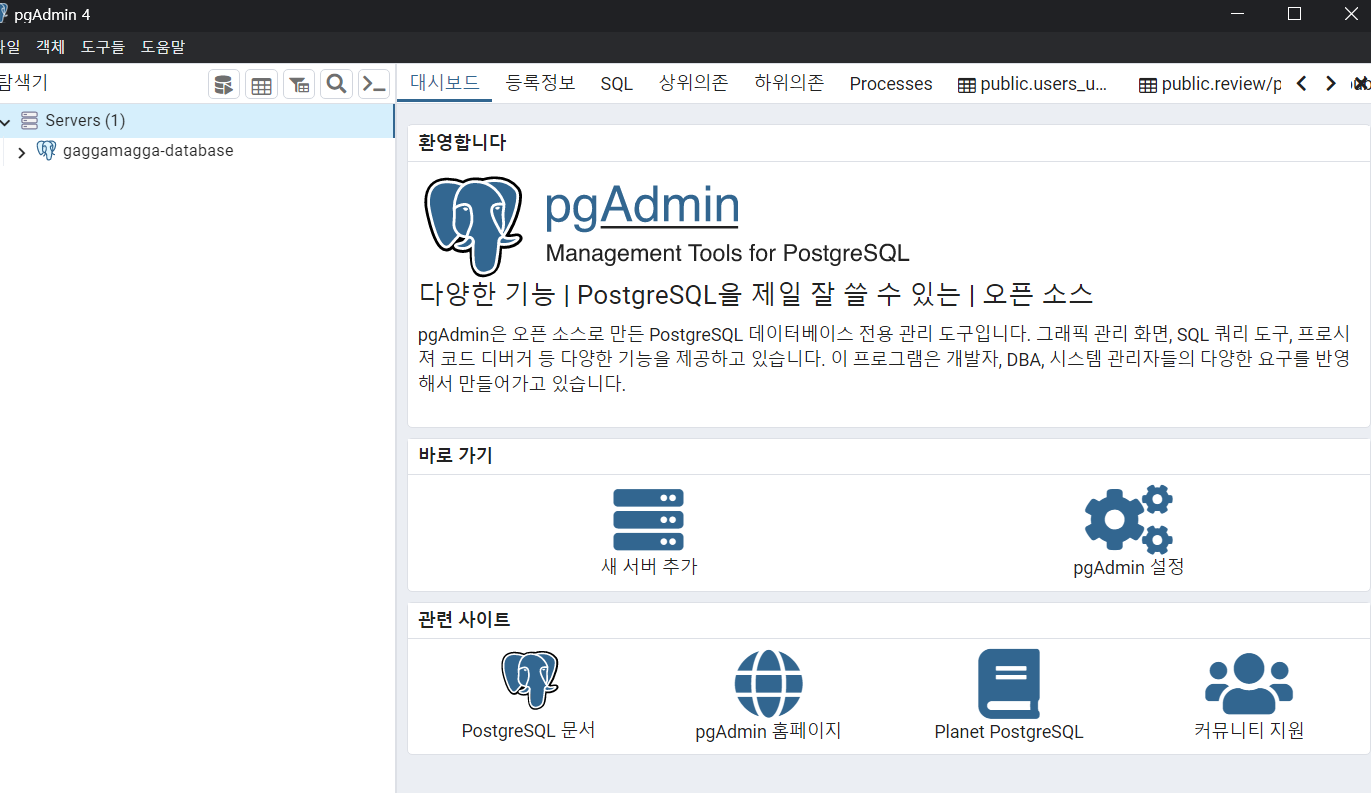 pgAdmin 4
파일 객체 도구들 도움말
탐색기
대시보드 등록정보 SQL 상위의존 하위의존 Processes public.users_u... public.review/p
Servers (1)
gaggamagga-database
환영합니다
pgAdmin
Management Tools for PostgreSQL
다양한 기능 | PostgreSQL을 제일 잘 쓸 수 있는 | 오픈 소스
pgAdmin은 오픈 소스로 만든 PostgreSQL 데이터베이스 전용 관리 도구입니다. 그래픽 관리 화면, SQL 쿼리 도구, 프로시
져 코드 디버거 등 다양한 기능을 제공하고 있습니다. 이 프로그램은 개발자, DBA, 시스템 관리자들의 다양한 요구를 반영
해서 만들어가고 있습니다.
바로 가기
새 서버 추가 pgAdmin 설정
관련 사이트
PostgreSQL 문서 pgAdmin 홈페이지 Planet PostgreSQL 커뮤니티 지원